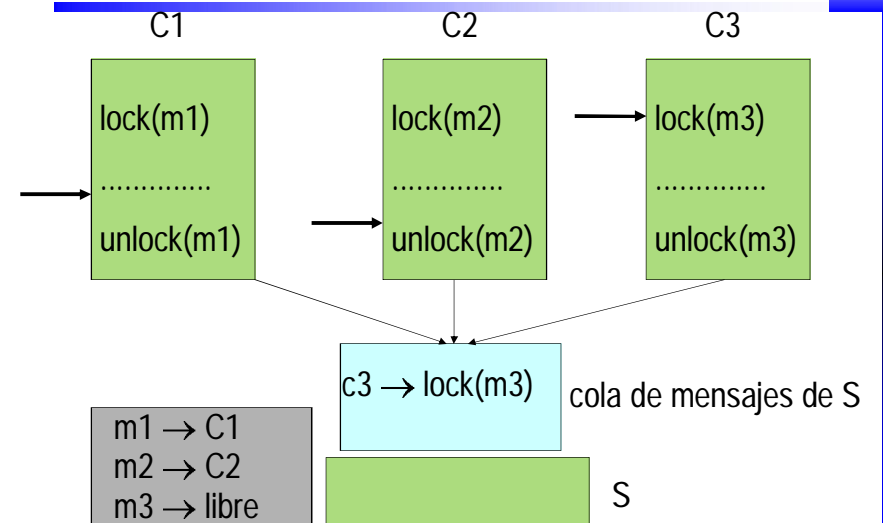 C1 C2 C3
lock(m1) lock(m2) lock(m3)
.............. .............. ..............
unlock(m1) unlock(m2) unlock(m3)
c3 → lock(m3)
cola de mensajes de S
m1 → C1
m2 → C2
m3 → libre
S